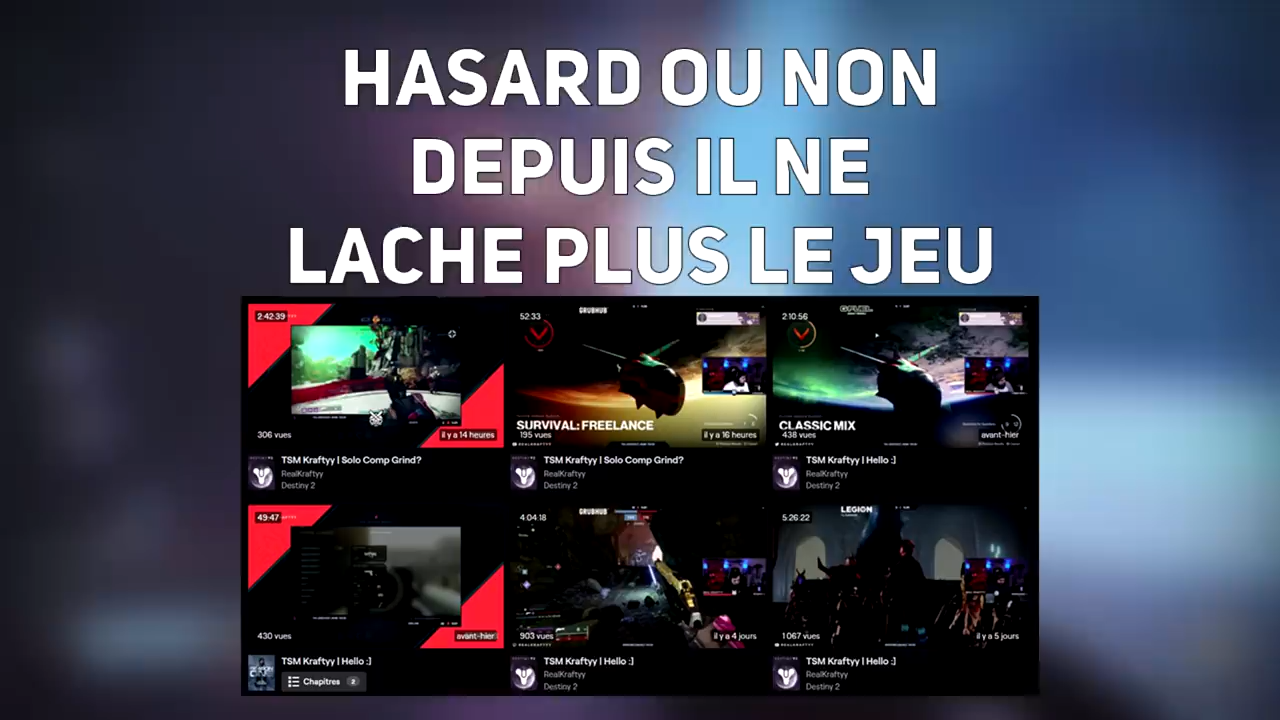 HASARD OU NON
DEPUIS IL NE
LACHE PLUS LE JEU
2:42:39
306 vues
il y a 14 heures
TSM Kraftyy | Solo Comp Grind?
RealKraftyy
Destiny 2
GRUBHUB
52:33
SURVIVAL: FREELANCE
195 vues
il y a 16 heures
TSM Kraftyy | Solo Comp Grind?
RealKraftyy
Destiny 2
2:10:56
CLASSIC MIX
438 vues
avant-hier
TSM Kraftyy | Hello :]
RealKraftyy
Destiny 2
49:47
430 vues
avant-hier
TSM Kraftyy | Hello :]
Chapitres 2
GRUBHUB
4:04:18
903 vues
il y a 4 jours
TSM Kraftyy | Hello :]
RealKraftyy
Destiny 2
LEGION
5:26:22
1 067 vues
il y a 5 jours
TSM Kraftyy | Hello :]
RealKraftyy
Destiny 2